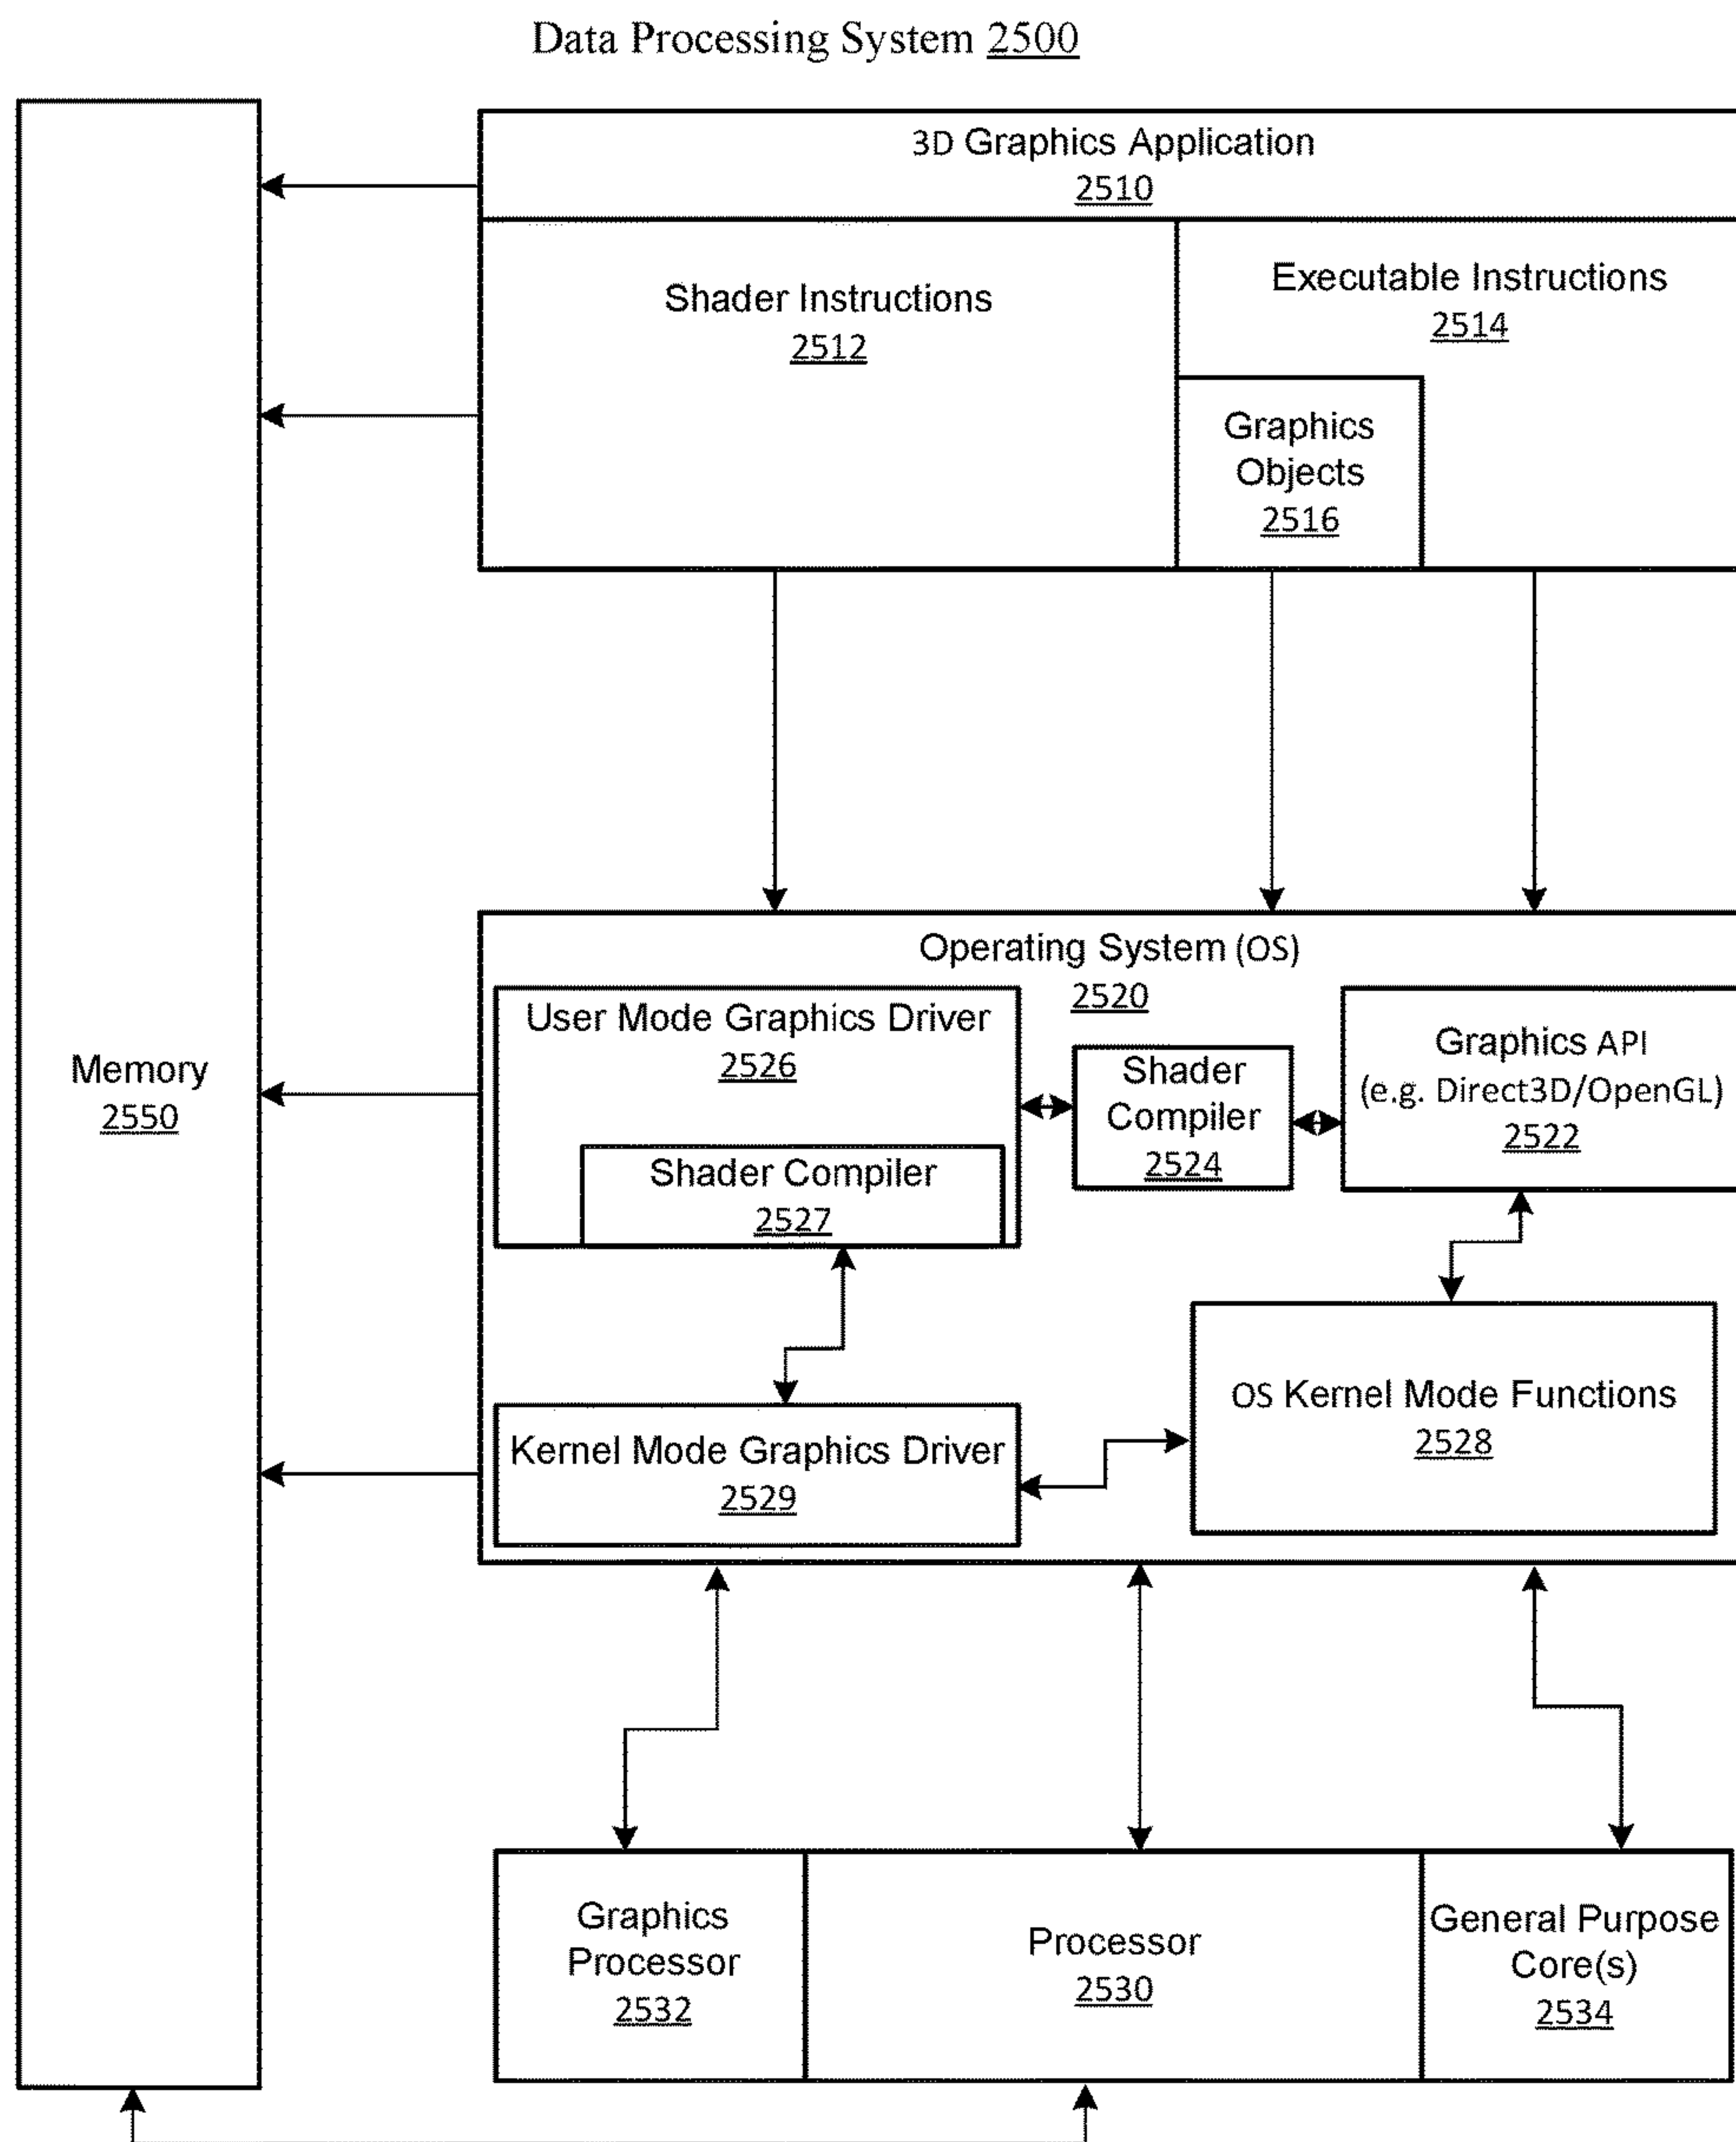 Data Processing System 2500
3D Graphics Application
2510
Shader Instructions
2512
Executable Instructions
2514
Graphics
Objects
2516
Memory
2550
Operating System (OS)
2520
User Mode Graphics Driver
2526
Shader Compiler
2527
Shader
Compiler
2524
Graphics API
(e.g. Direct3D/OpenGL)
2522
Kernel Mode Graphics Driver
2529
OS Kernel Mode Functions
2528
Graphics
Processor
2532
Processor
2530
General Purpose
Core(s)
2534